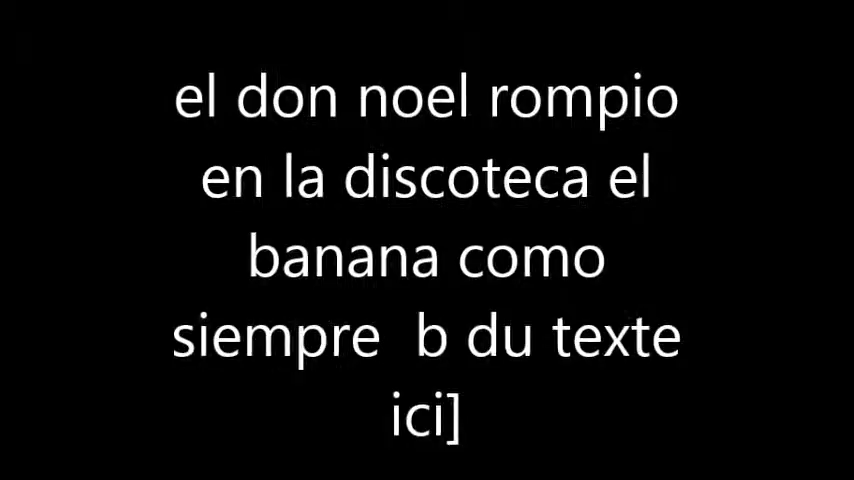 el don noel rompio
en la discoteca el
banana como
siempre  b du texte
ici]